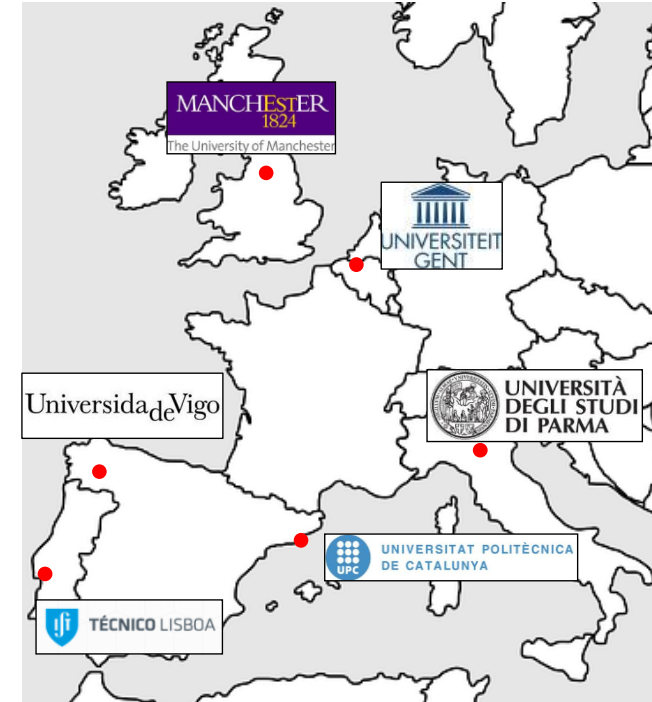 MANCHEStER
1824
The University of Manchester
UNIVERSITEIT
GENT
UNIVERSITÀ
DEGLI STUDI
DI PARMA
UniversidadeVigo
UPC
UNIVERSITAT POLITÈCNICA
DE CATALUNYA
TÉCNICO LISBOA